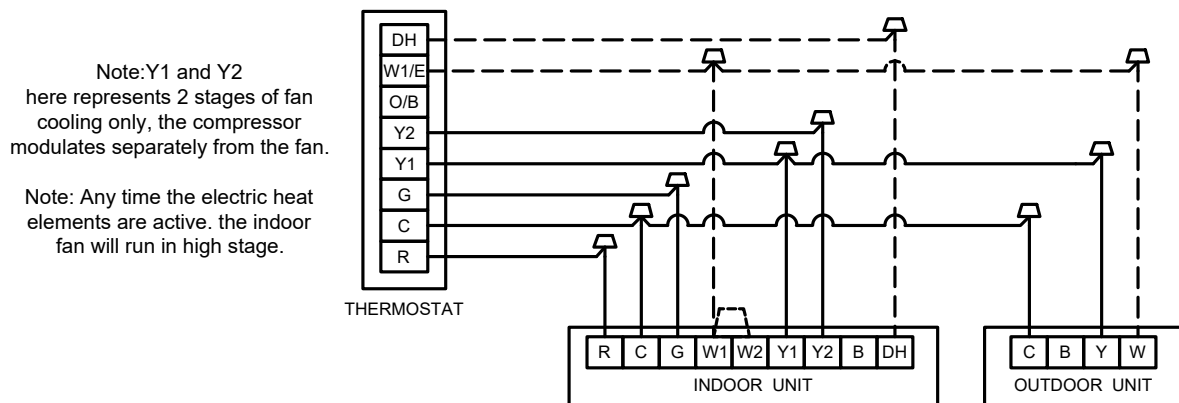 Note:Y1 and Y2
here represents 2 stages of fan
cooling only, the compressor
modulates separately from the fan.
Note: Any time the electric heat
elements are active. the indoor
fan will run in high stage.
DH
W1/E
O/B
Y2
Y1
G
C
R
THERMOSTAT
R C G W1 W2 Y1 Y2 B DH
INDOOR UNIT
C B Y W
OUTDOOR UNIT